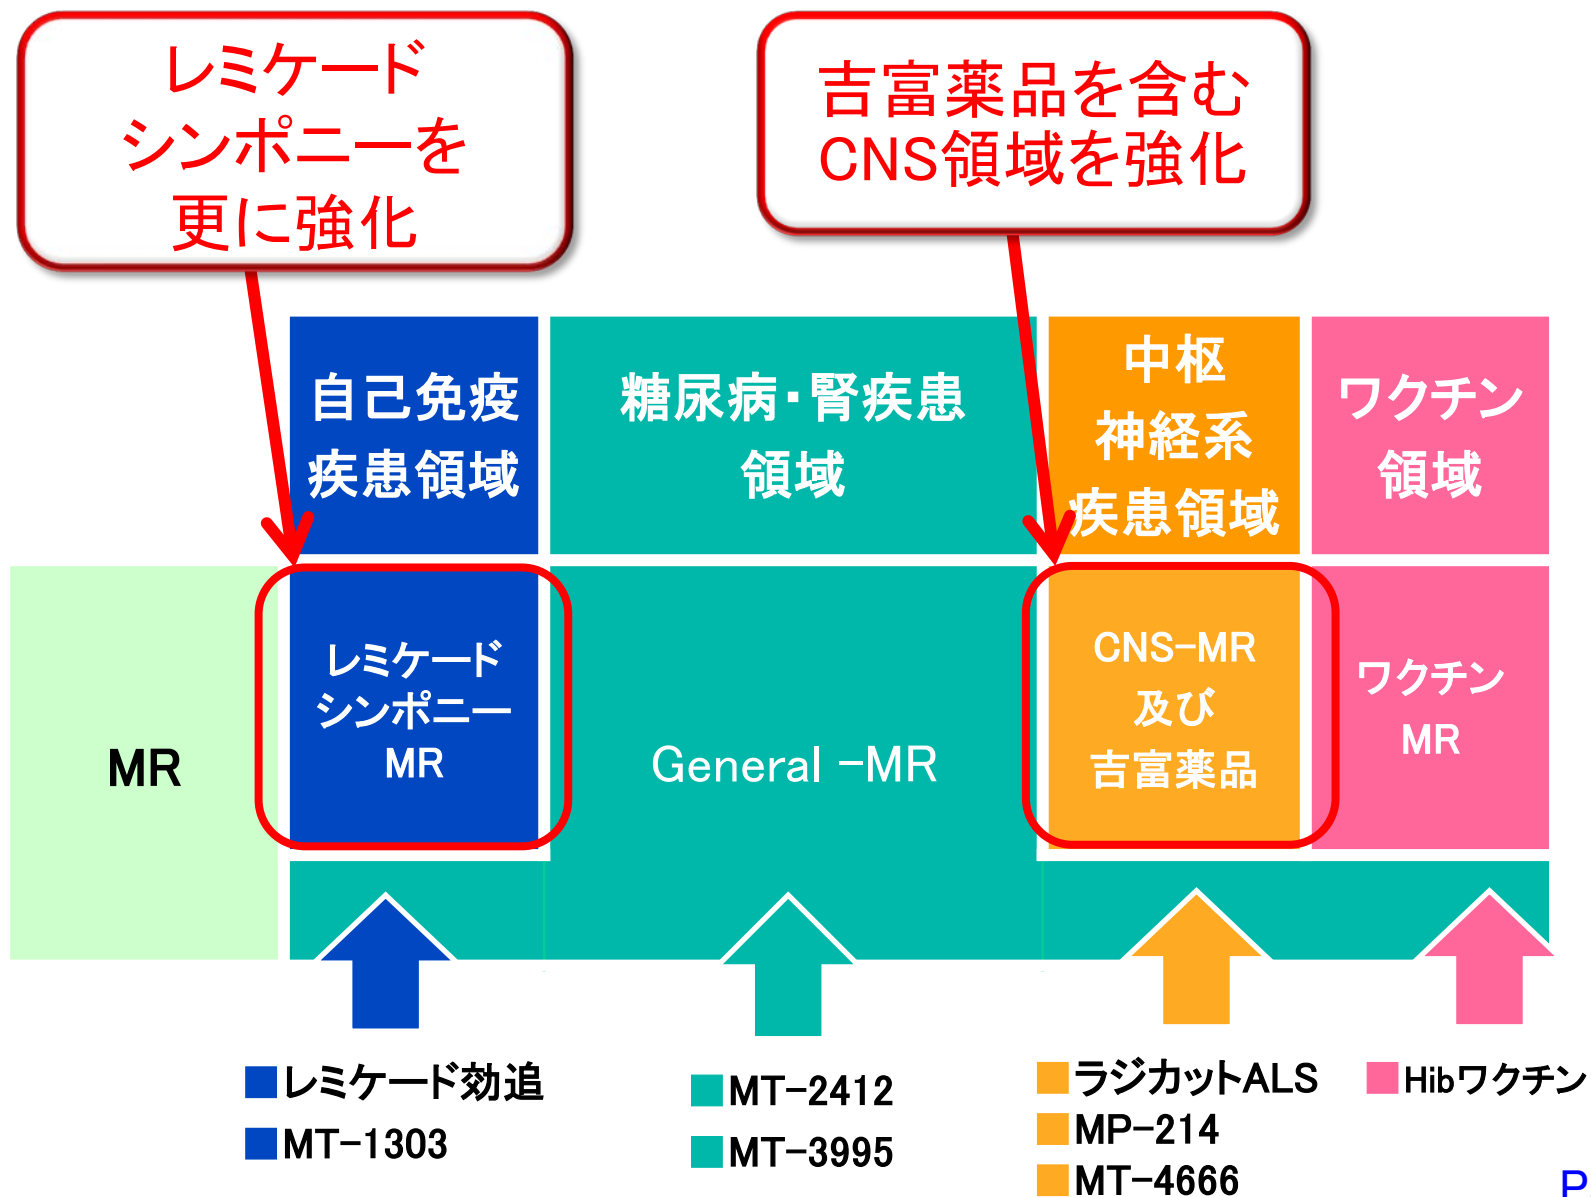 レミケード
シンポニーを
更に強化
吉富薬品を含む
CNS領域を強化
自己免疫
疾患領域
糖尿病・腎疾患
領域
中枢
神経系
疾患領域
ワクチン
領域
MR
レミケード
シンポニー
MR
General -MR
CNS-MR
及び
吉富薬品
ワクチン
MR
レミケード効追
MT-1303
MT-2412
MT-3995
ラジカットALS
MP-214
MT-4666
Hibワクチン
P